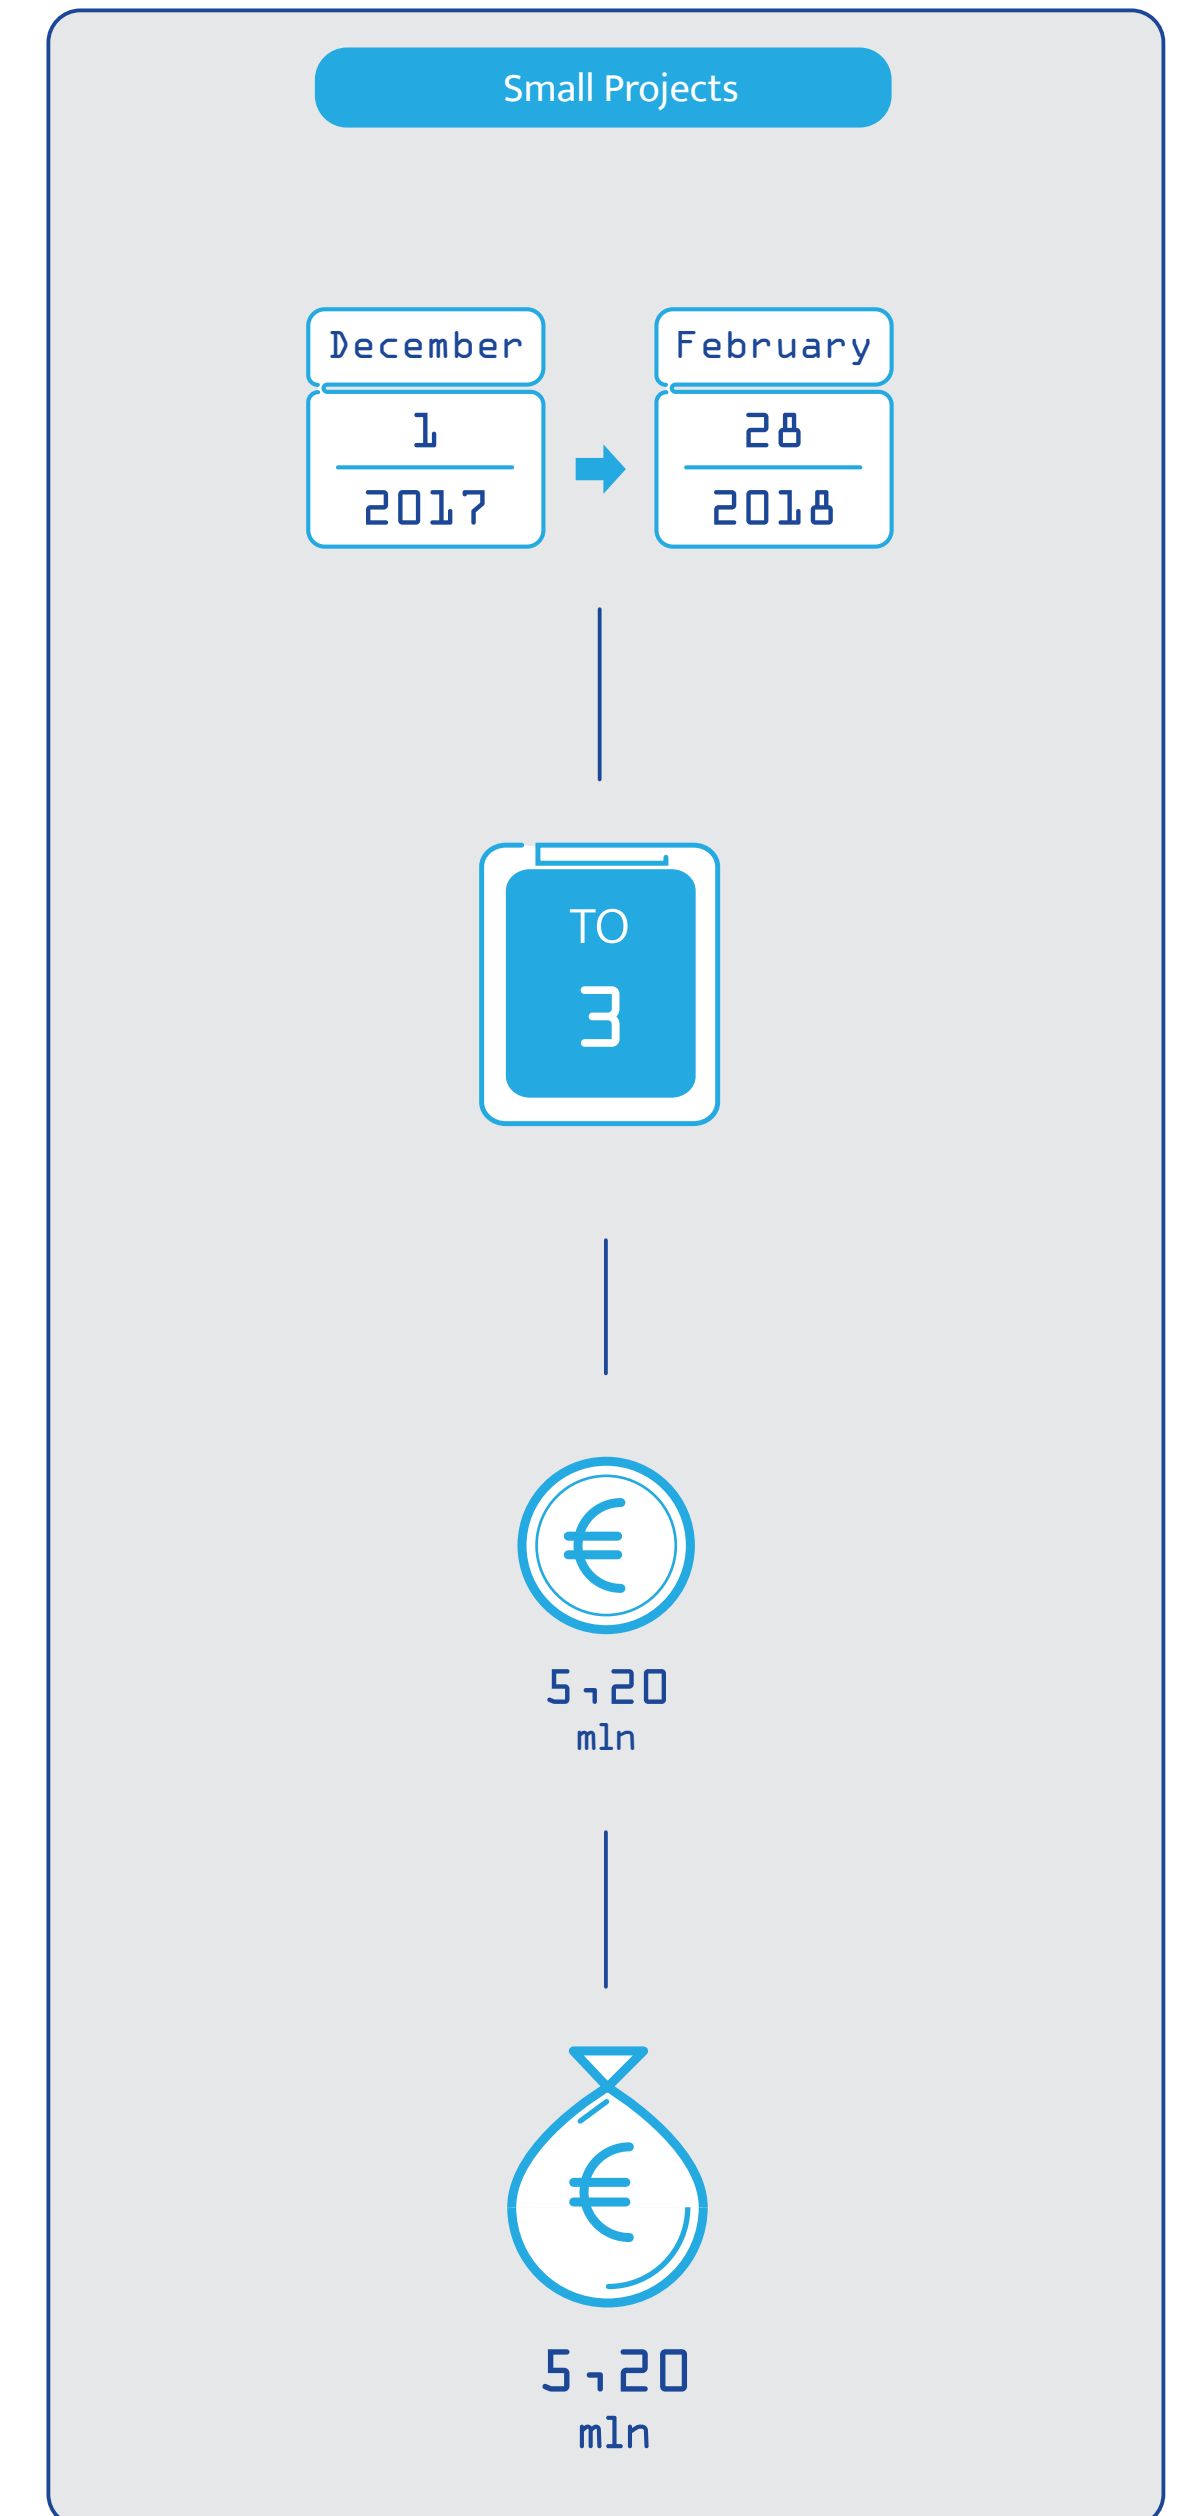 Small Projects
December
1
2017
February
28
2018
TO
3
€
5,20
mln
€
5,20
mln